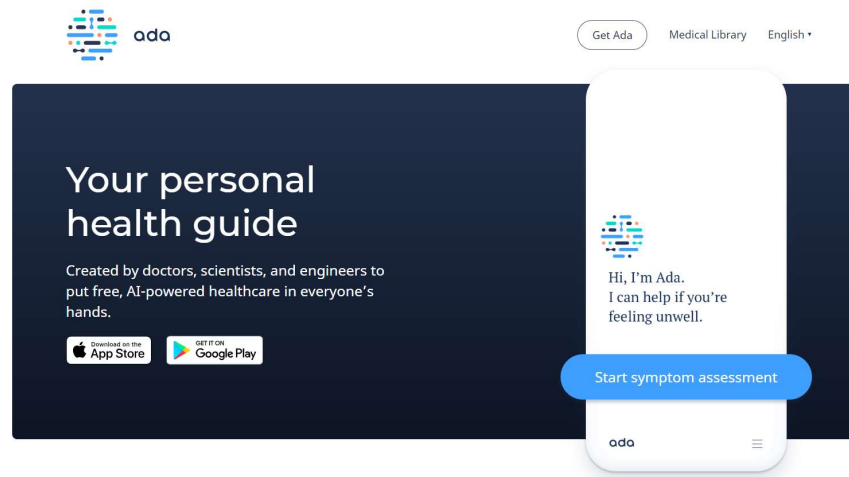 ada
Get Ada
Medical Library
English
Your personal
health guide
Created by doctors, scientists, and engineers to
put free, AI-powered healthcare in everyone's
hands.
Download on the
App Store
GET IT ON
Google Play
Hi, I'm Ada.
I can help if you're
feeling unwell.
Start symptom assessment
ada